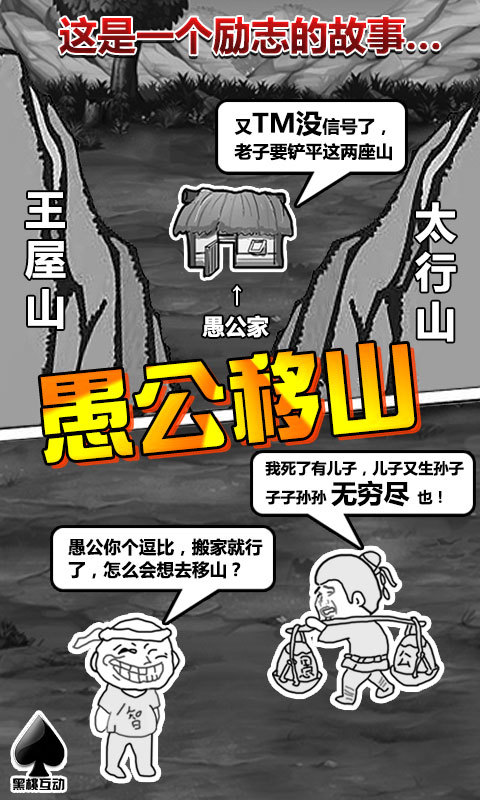 这是一个励志的故事...
又TM没信号了，
老子要铲平这两座山
王屋山
太行山
↑
愚公家
愚公移山
我死了有儿子，儿子又生孙子
子子孙孙 无穷尽 也！
愚公你个逗比，搬家就行
了，怎么会想去移山？
智
愚
公
黑桃互动